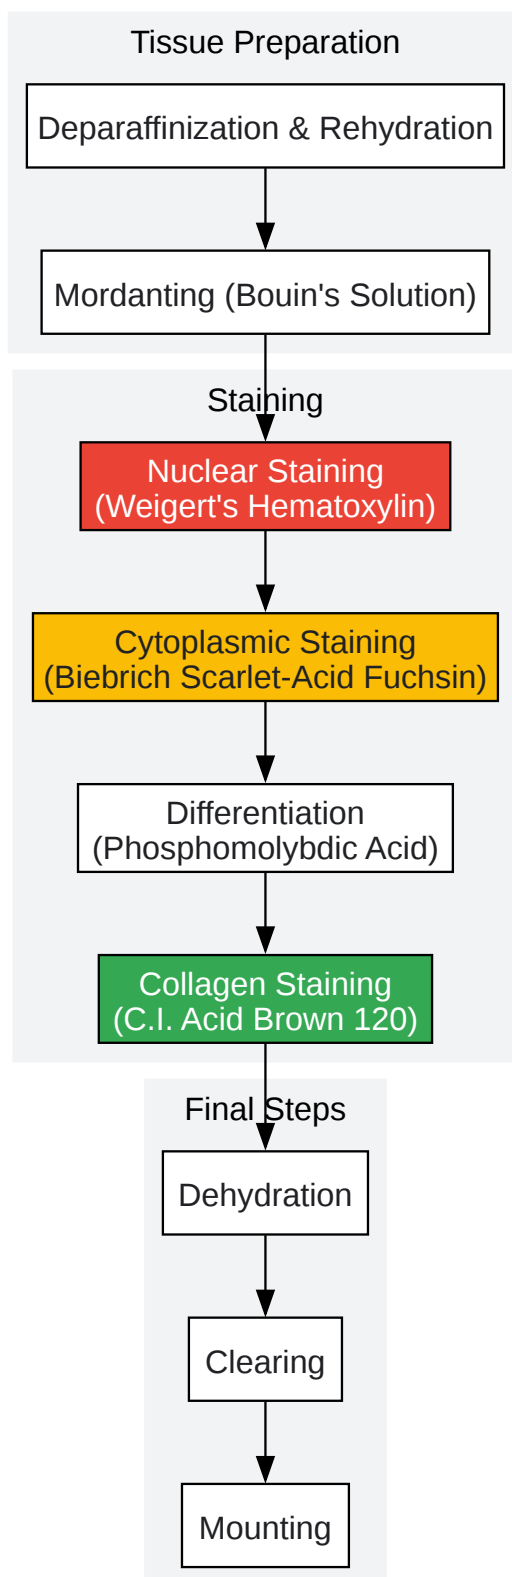 Tissue Preparation
Deparaffinization & Rehydration
Mordanting (Bouin's Solution)
Staining
Nuclear Staining
(Weigert's Hematoxylin)
Cytoplasmic Staining
(Biebrich Scarlet-Acid Fuchsin)
Differentiation
(Phosphomolybdic Acid)
Collagen Staining
(C.I. Acid Brown 120)
Final Steps
Dehydration
Clearing
Mounting